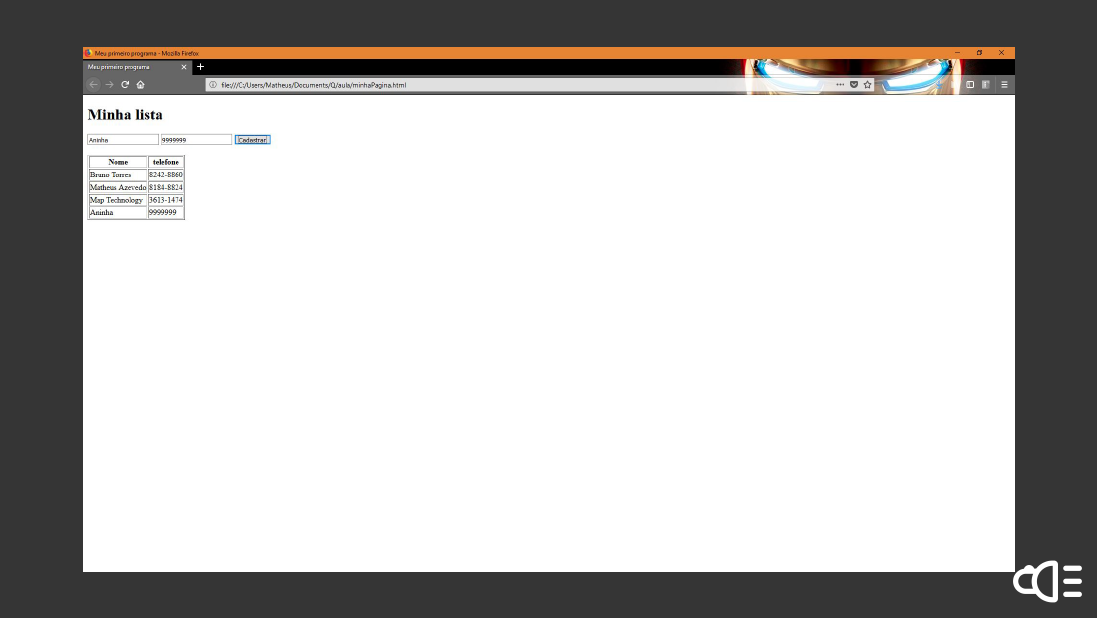 Meu primeiro programa - Mozilla Firefox
Meu primeiro programa
file:///C:/Users/Matheus/Documents/Q/aula/minhaPagina.html
Minha lista
Aninha 9999999 Cadastrar
Nome telefone
Bruno Torres 8242-8860
Matheus Azevedo 8184-8824
Map Technology 3613-1474
Aninha 9999999